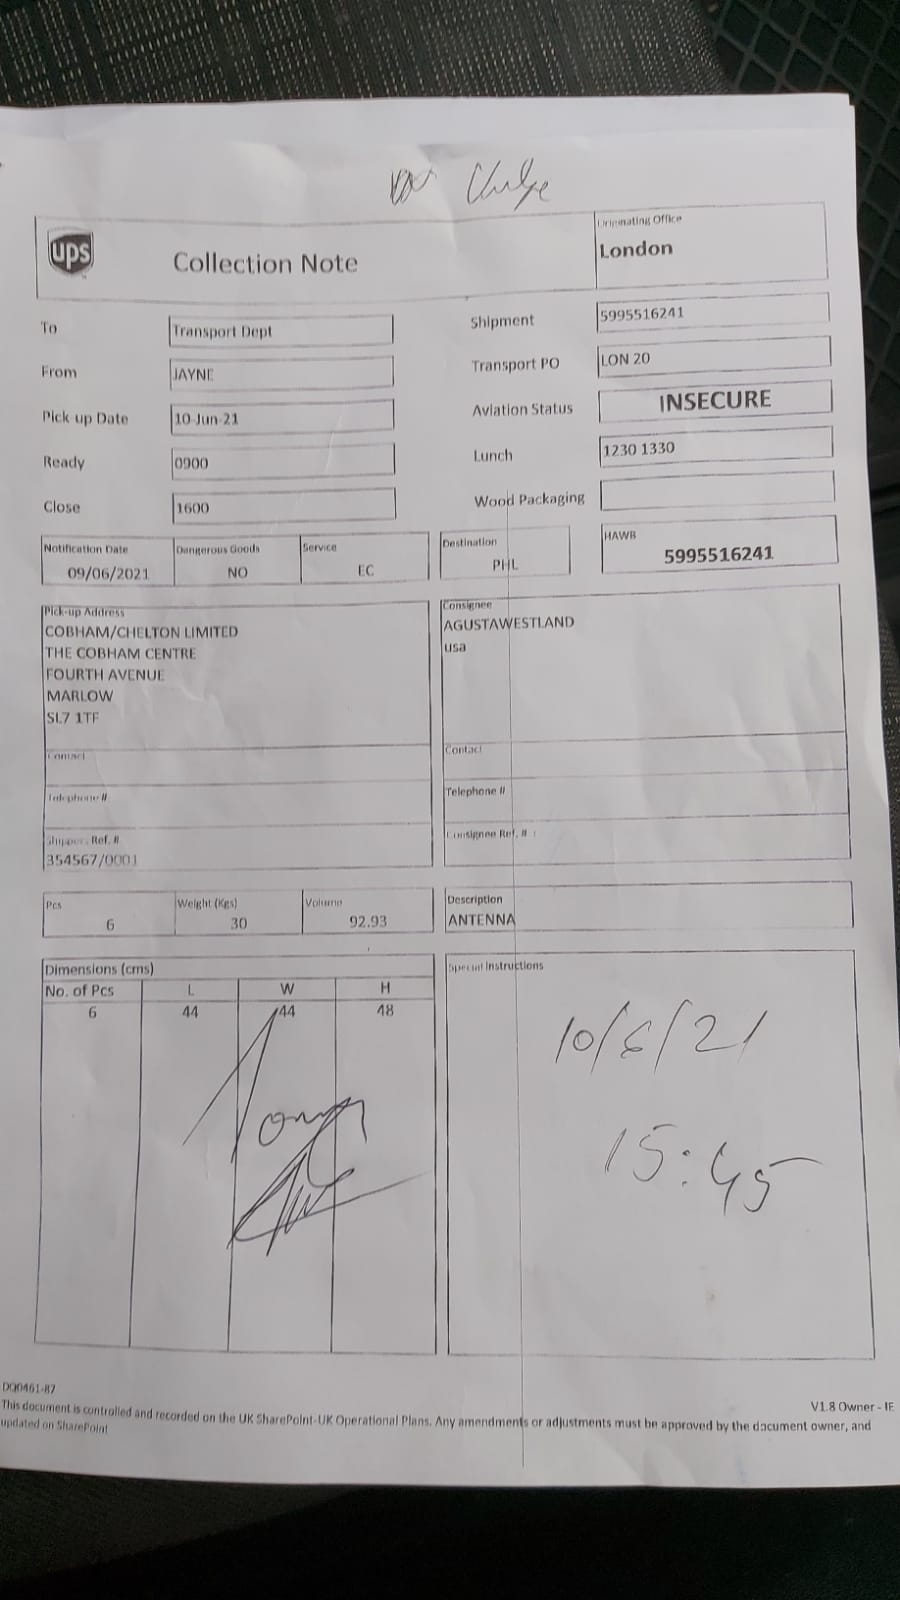 ups
Collection Note
Originating Office
London
To
Transport Dept
From
JAYNE
Pick up Date
10-Jun-21
Ready
0900
Close
1600
Shipment
5995516241
Transport PO
LON 20
Aviation Status
INSECURE
Lunch
1230 1330
Wood Packaging
Notification Date
09/06/2021
Dangerous Goods
NO
Service
EC
Destination
PHL
HAWB
5995516241
Pick-up Address
COBHAM/CHELTON LIMITED
THE COBHAM CENTRE
FOURTH AVENUE
MARLOW
SL7 1TF
Contact
Telephone #
Shippers Ref. #
354567/0001
Consignee
AGUSTAWESTLAND
usa
Contact
Telephone #
Consignee Ref. #
Pcs
6
Weight (Kgs)
30
Volume
92.93
Description
ANTENNA
Dimensions (cms)
No. of Pcs L W H
6 44 44 48
Special Instructions
10/6/21
15:45
DQ0461-87
V1.8 Owner - IE
This document is controlled and recorded on the UK SharePoint-UK Operational Plans. Any amendments or adjustments must be approved by the document owner, and
updated on SharePoint